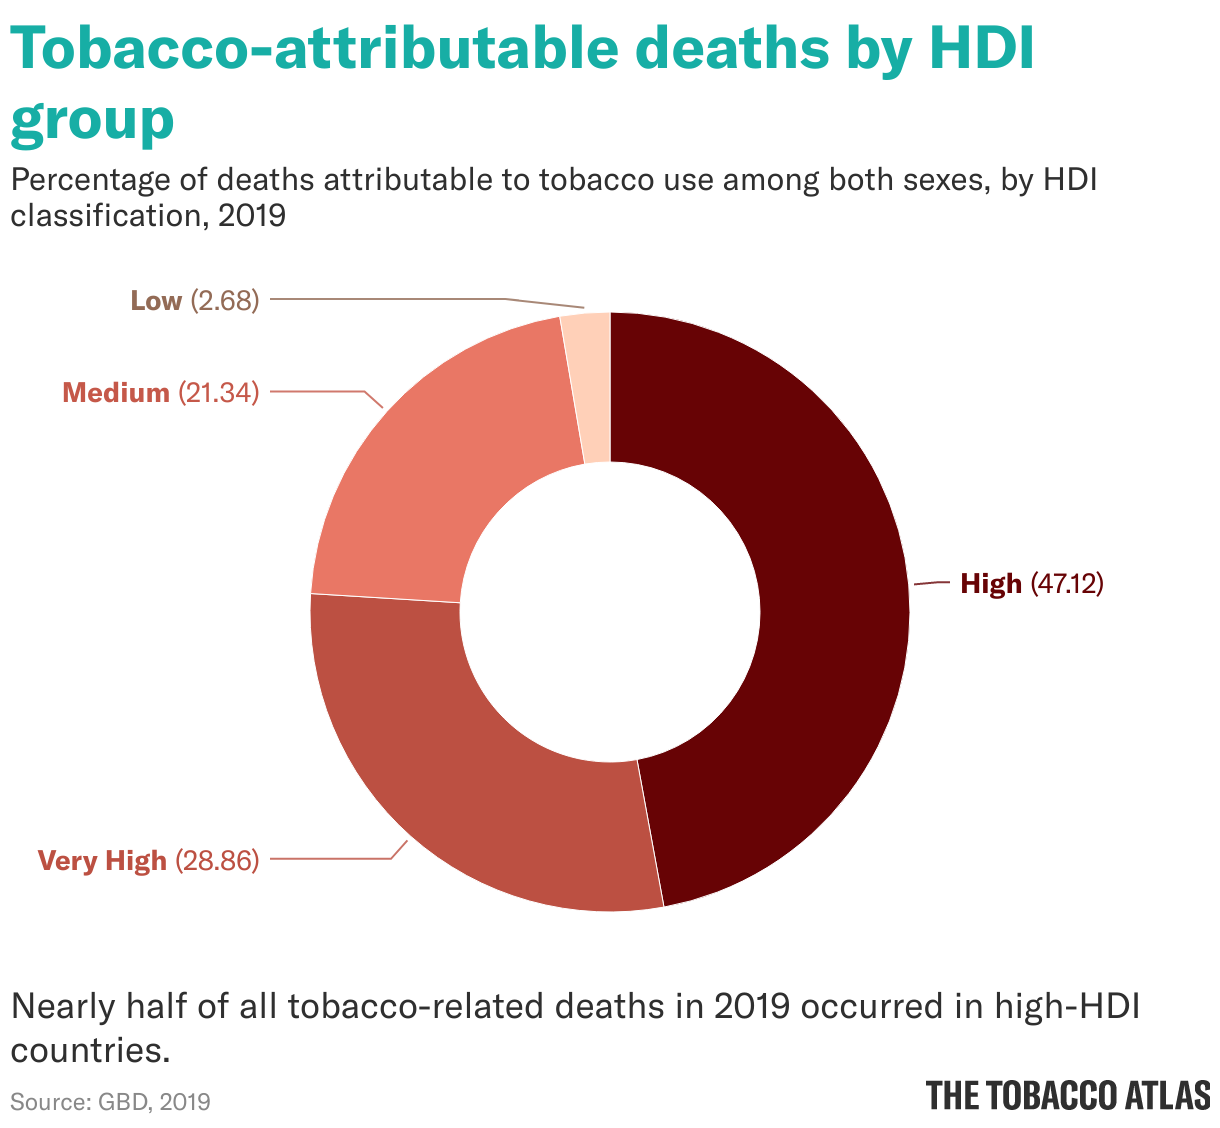 Tobacco-attributable deaths by HDI
group
Percentage of deaths attributable to tobacco use among both sexes, by HDI
classification, 2019
Low (2.68)
Medium (21.34)
High (47.12)
Very High (28.86)
Nearly half of all tobacco-related deaths in 2019 occurred in high-HDI
countries.
Source: GBD, 2019
THE TOBACCO ATLAS